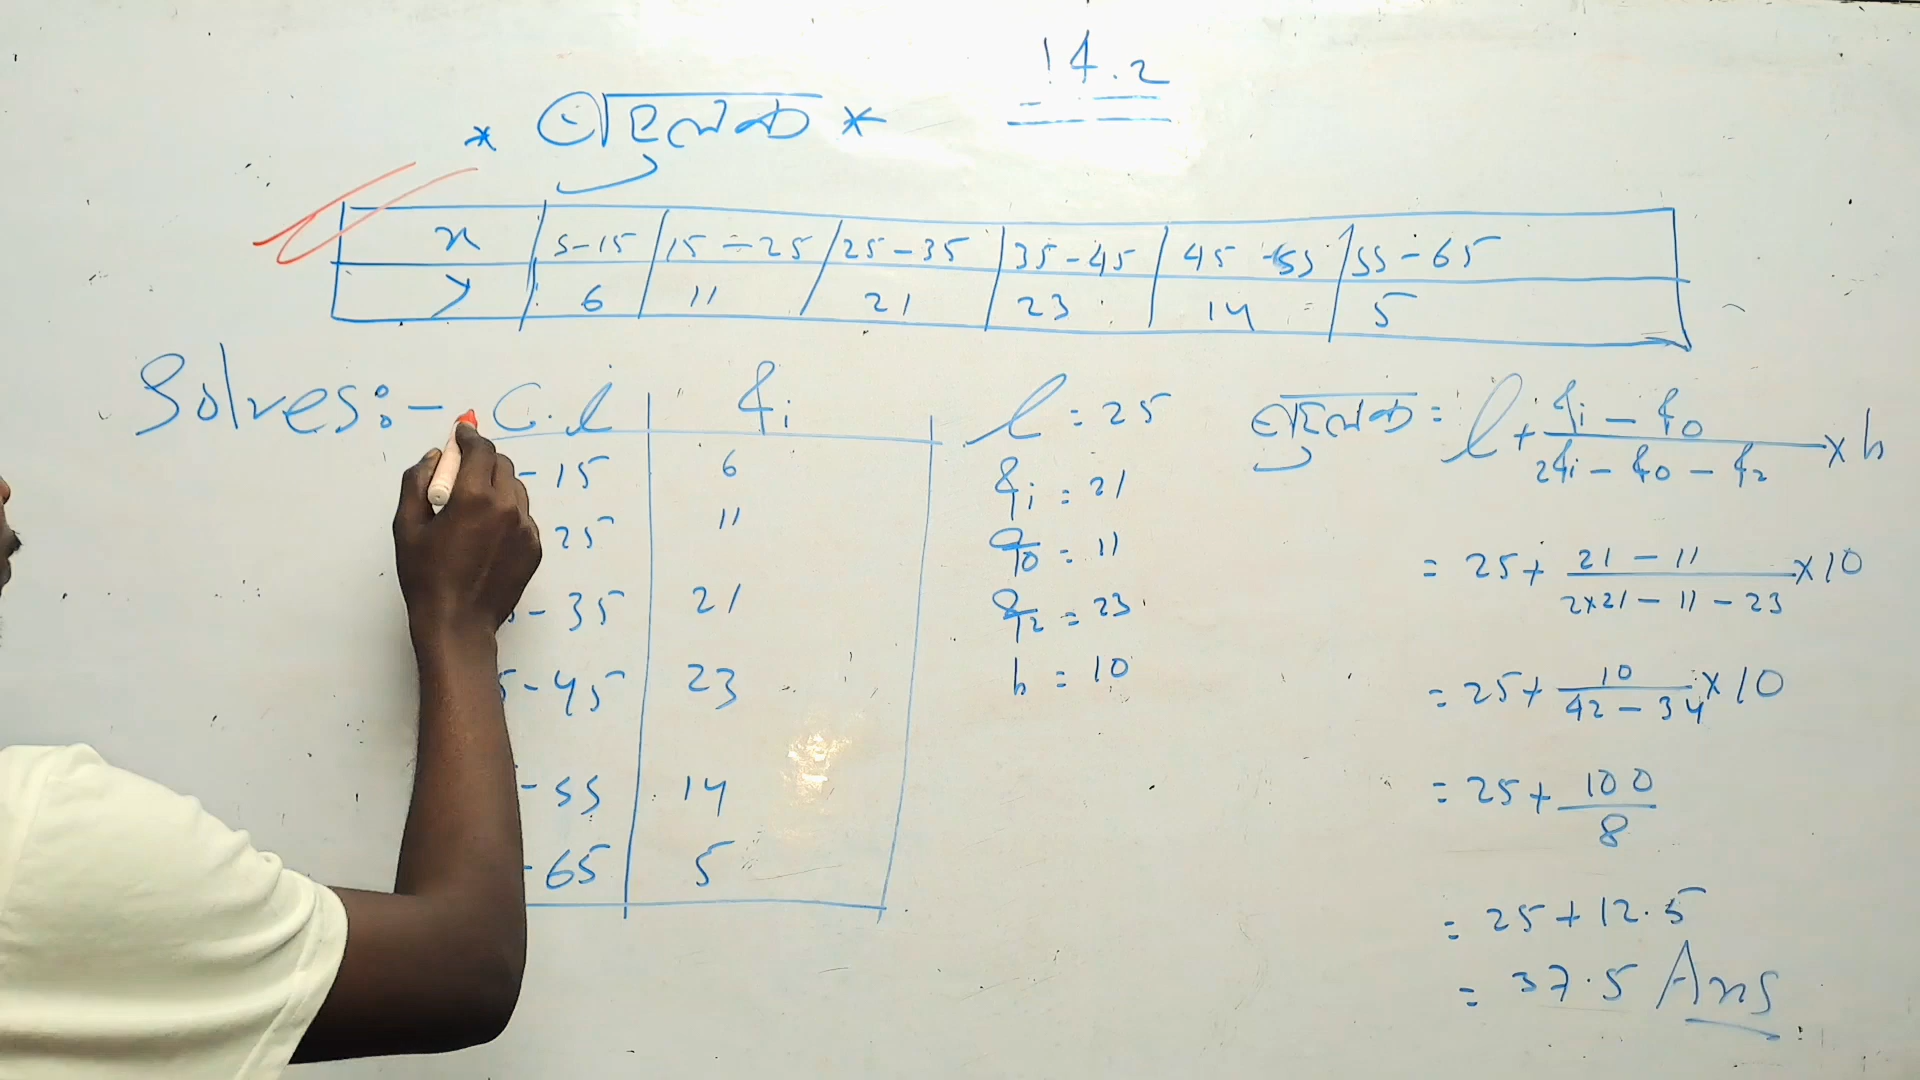 14.2
* বহুলক *
x 5-15 15-25 25-35 35-45 45-55 55-65
y 6 11 21 23 14 5
Solves:- C.l fi
-15 6
25 11
-35 21
5-45 23
-55 14
-65 5
l = 25
fi = 21
f0 = 11
f2 = 23
h = 10
বহুলক = l + fi - f0 / 2fi - f0 - f2 × h
= 25 + 21 - 11 / 2×21 - 11 - 23 × 10
= 25 + 10 / 42 - 34 × 10
= 25 + 100 / 8
= 25 + 12.5
= 37.5 Ans